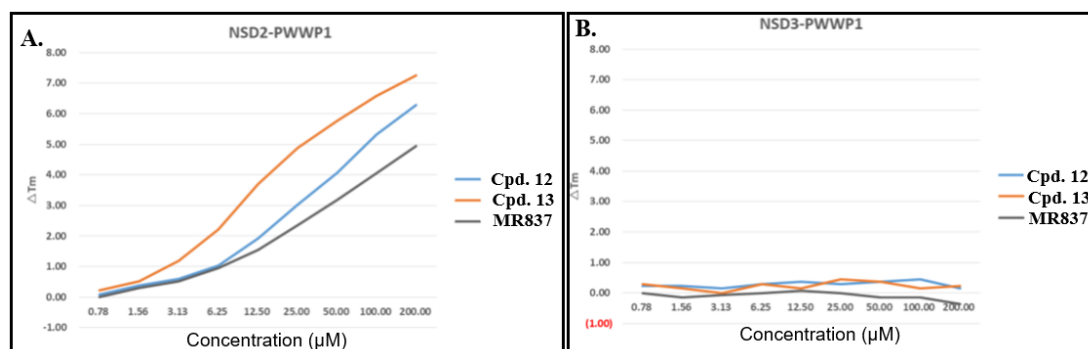 A.
NSD2-PWWP1
8.00
7.00
6.00
5.00
4.00
3.00
2.00
1.00
0.00
-1.00
△Tm
0.78 1.56 3.13 6.25 12.50 25.00 50.00 100.00 200.00
Concentration (µM)
Cpd. 12
Cpd. 13
MR837
B.
NSD3-PWWP1
8.00
7.00
6.00
5.00
4.00
3.00
2.00
1.00
0.00
(1.00)
△Tm
0.78 1.56 3.13 6.25 12.50 25.00 50.00 100.00 200.00
Concentration (µM)
Cpd. 12
Cpd. 13
MR837